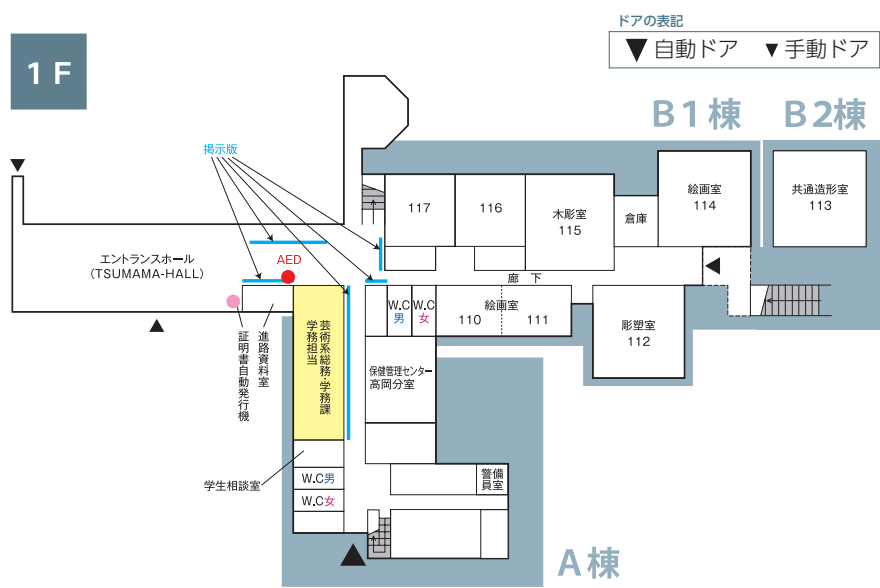 ドアの表記
▼自動ドア ▼手動ドア
1F
B1棟
B2棟
掲示版
117
116
木彫室
115
倉庫
絵画室
114
共通造形室
113
エントランスホール
(TSUMAMA-HALL)
AED
廊 下
W.C
男
W.C
女
絵画室
110
111
彫塑室
112
証明書自動発行機
進路資料室
芸術系総務・学務課
学務担当
保健管理センター
高岡分室
学生相談室
W.C男
W.C女
警備
員室
A棟